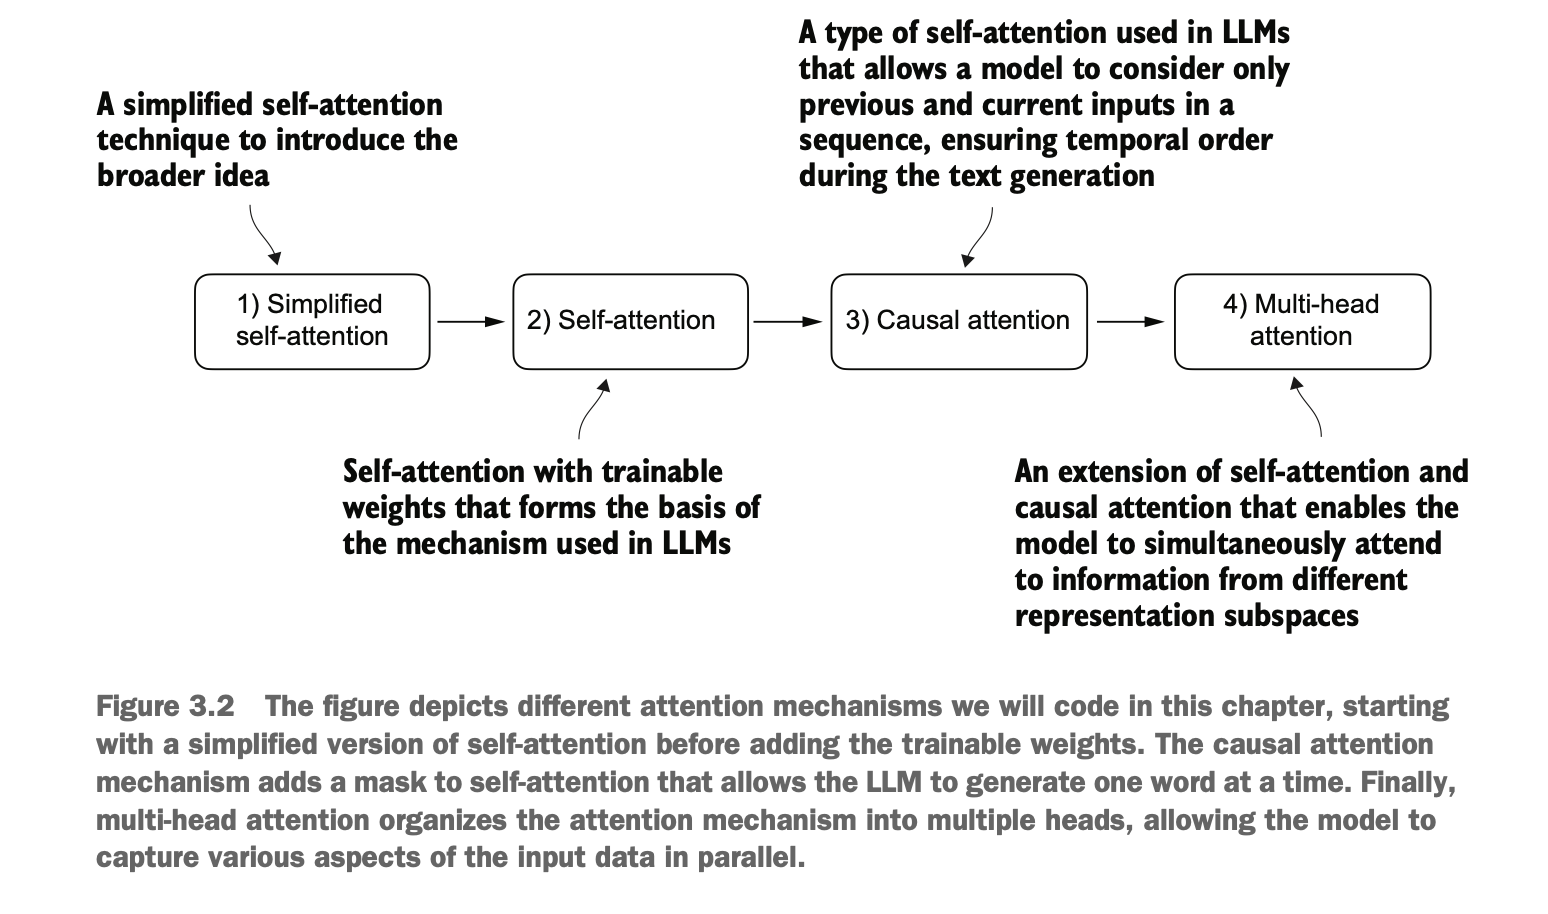 A type of self-attention used in LLMs
that allows a model to consider only
previous and current inputs in a
sequence, ensuring temporal order
during the text generation
A simplified self-attention
technique to introduce the
broader idea
1) Simplified
self-attention
2) Self-attention
3) Causal attention
4) Multi-head
attention
Self-attention with trainable
weights that forms the basis of
the mechanism used in LLMs
An extension of self-attention and
causal attention that enables the
model to simultaneously attend
to information from different
representation subspaces
Figure 3.2 The figure depicts different attention mechanisms we will code in this chapter, starting
with a simplified version of self-attention before adding the trainable weights. The causal attention
mechanism adds a mask to self-attention that allows the LLM to generate one word at a time. Finally,
multi-head attention organizes the attention mechanism into multiple heads, allowing the model to
capture various aspects of the input data in parallel.